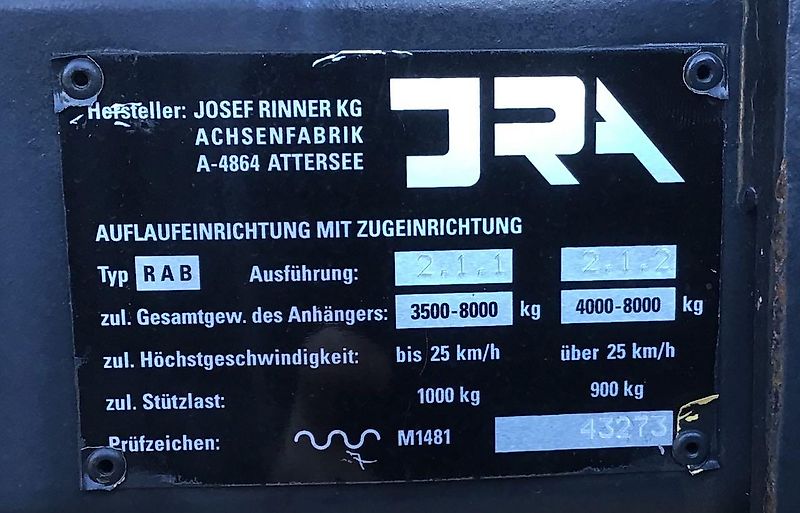 Hersteller: JOSEF RINNER KG
ACHSENFABRIK
A-4864 ATTERSEE
JRA
AUFLAUFEINRICHTUNG MIT ZUGEINRICHTUNG
Typ RAB Ausführung: 2.1.1 2.1.2
zul. Gesamtgew. des Anhängers: 3500-8000 kg 4000-8000 kg
zul. Höchstgeschwindigkeit: bis 25 km/h über 25 km/h
zul. Stützlast: 1000 kg 900 kg
Prüfzeichen: M1481 43273